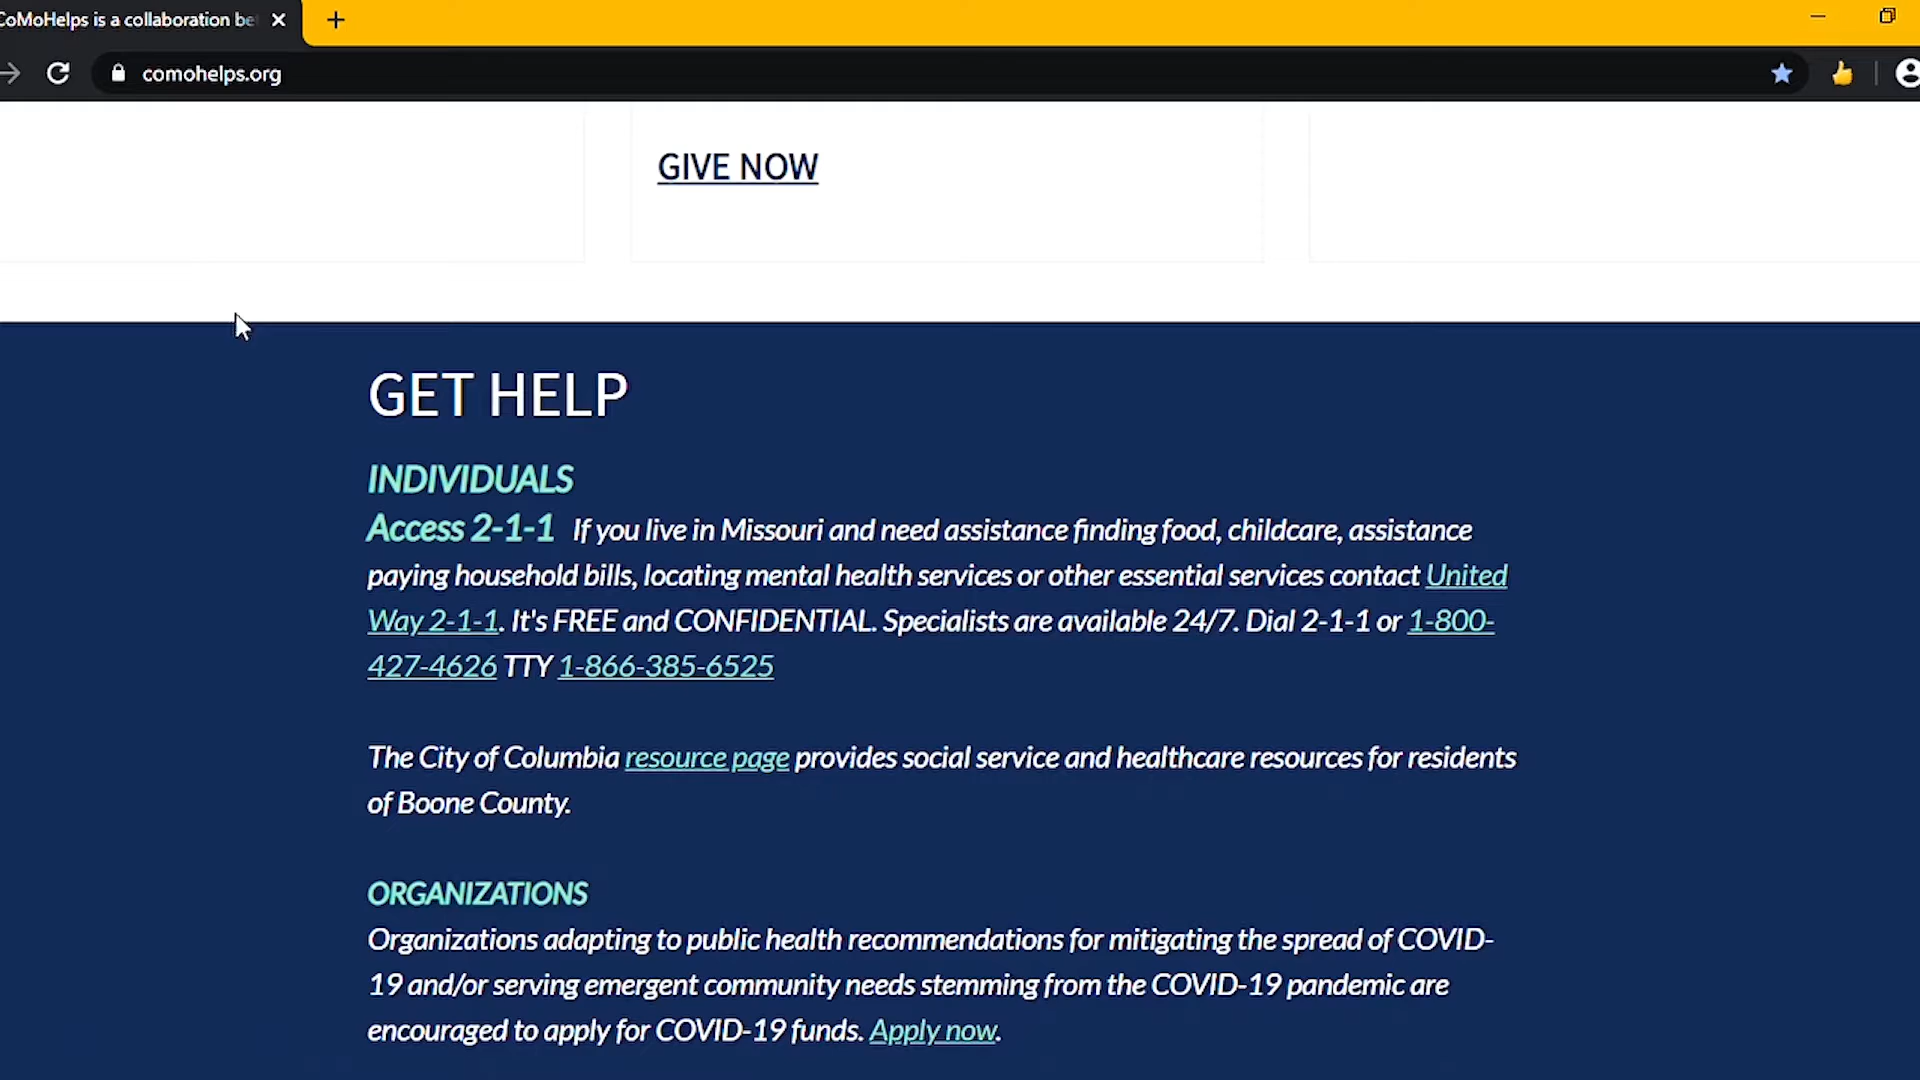 CoMoHelps is a collaboration be
comohelps.org
GIVE NOW
GET HELP
INDIVIDUALS
Access 2-1-1 If you live in Missouri and need assistance finding food, childcare, assistance
paying household bills, locating mental health services or other essential services contact United
Way 2-1-1. It's FREE and CONFIDENTIAL. Specialists are available 24/7. Dial 2-1-1 or 1-800-
427-4626 TTY 1-866-385-6525
The City of Columbia resource page provides social service and healthcare resources for residents
of Boone County.
ORGANIZATIONS
Organizations adapting to public health recommendations for mitigating the spread of COVID-
19 and/or serving emergent community needs stemming from the COVID-19 pandemic are
encouraged to apply for COVID-19 funds. Apply now.